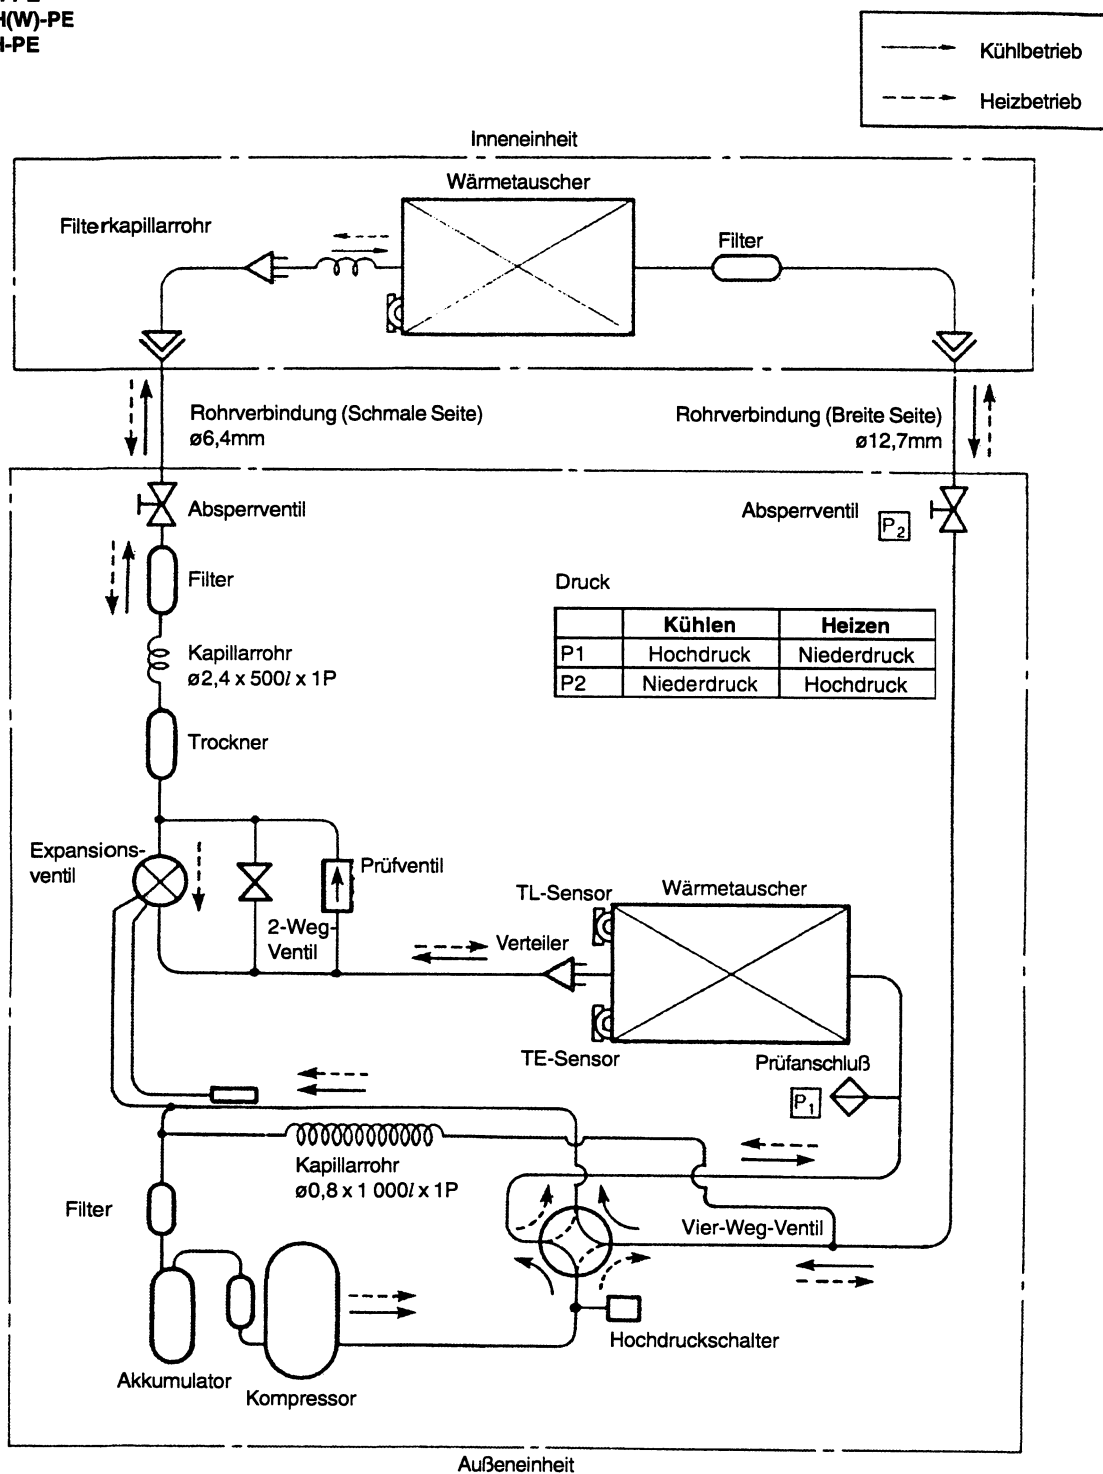 H(W)-PE
H-PE
Kühlbetrieb
Heizbetrieb
Inneneinheit
Wärmetauscher
Filterkapillarrohr
Filter
Rohrverbindung (Schmale Seite)
ø6,4mm
Rohrverbindung (Breite Seite)
ø12,7mm
Absperrventil
Absperrventil
P2
Filter
Druck
Kühlen Heizen
P1 Hochdruck Niederdruck
P2 Niederdruck Hochdruck
Kapillarrohr
ø2,4 x 500l x 1P
Trockner
Expansions-
ventil
Prüfventil
2-Weg-
Ventil
TL-Sensor
Wärmetauscher
Verteiler
TE-Sensor
Prüfanschluß
P1
Kapillarrohr
ø0,8 x 1 000l x 1P
Filter
Vier-Weg-Ventil
Hochdruckschalter
Akkumulator
Kompressor
Außeneinheit